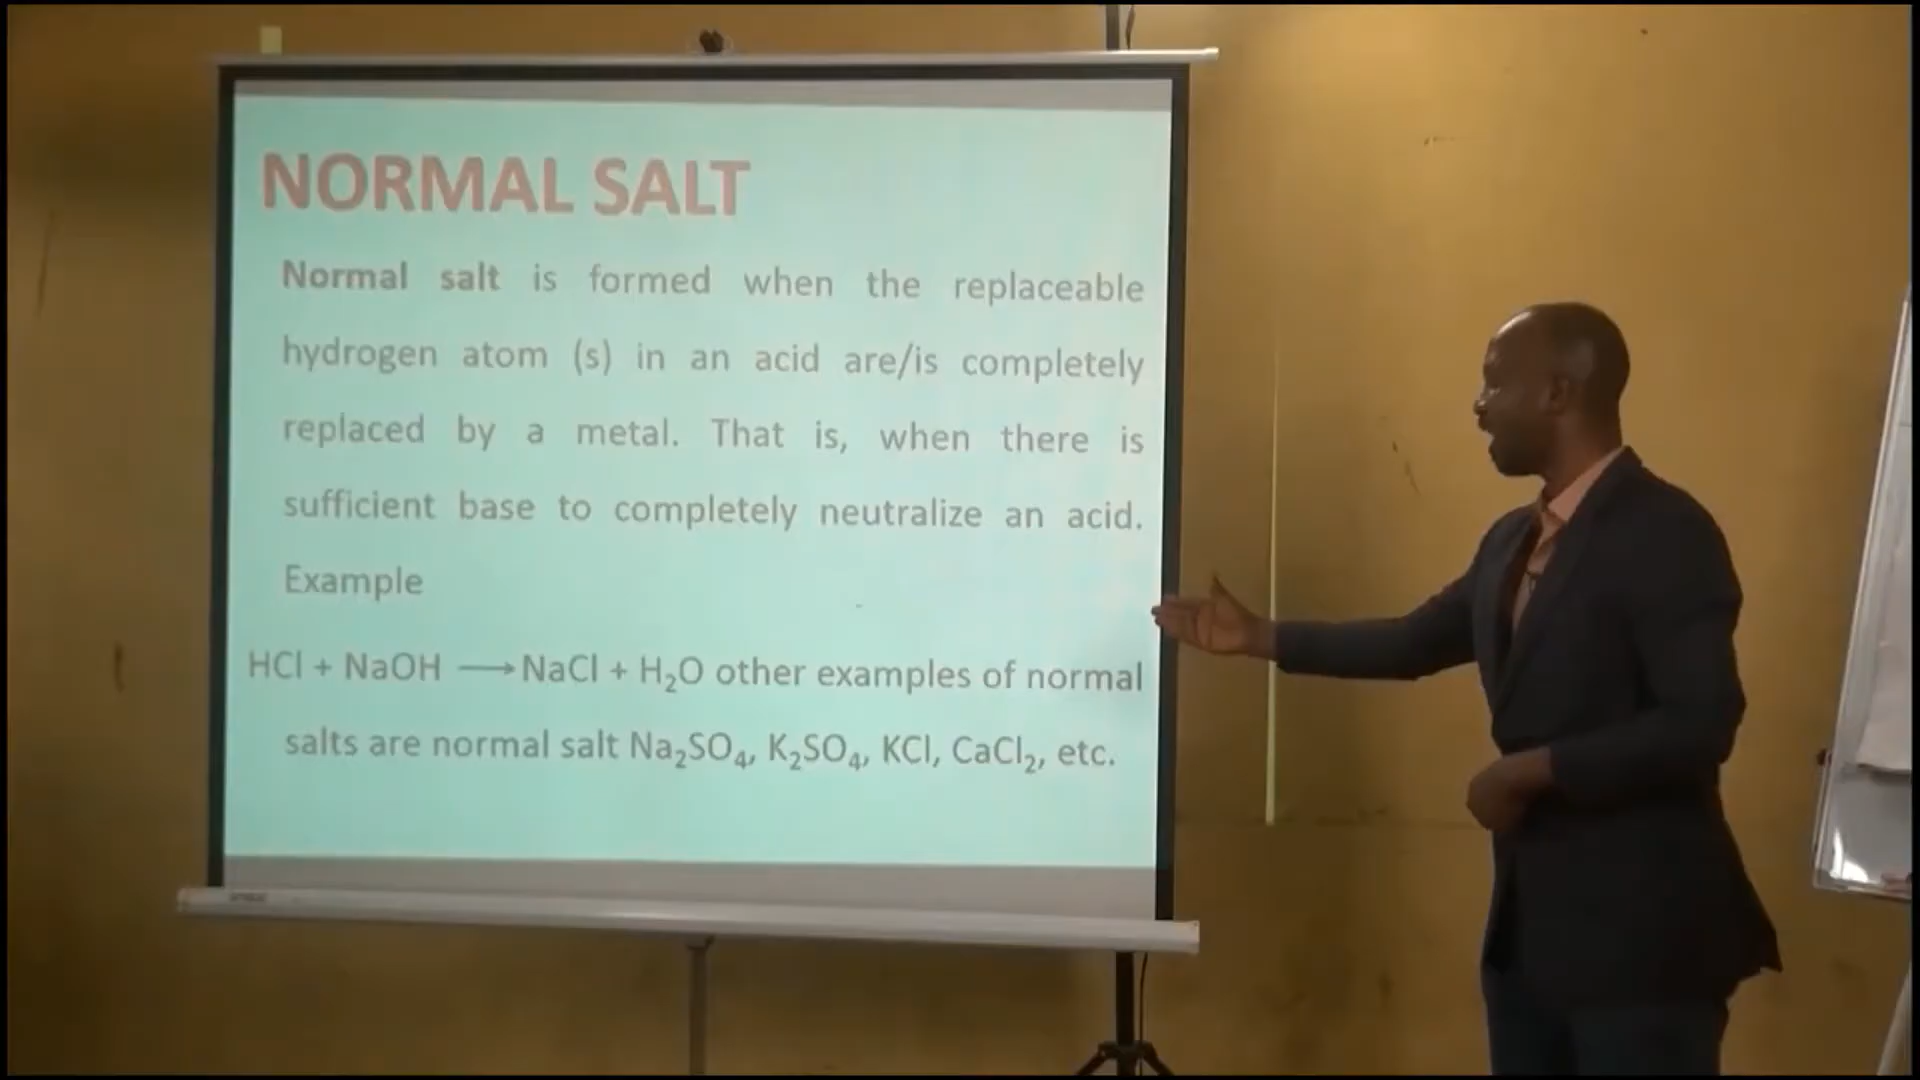 NORMAL SALT
Normal salt is formed when the replaceable
hydrogen atom (s) in an acid are/is completely
replaced by a metal. That is, when there is
sufficient base to completely neutralize an acid.
Example
HCl + NaOH ⟶ NaCl + H₂O other examples of normal
salts are normal salt Na₂SO₄, K₂SO₄, KCl, CaCl₂, etc.